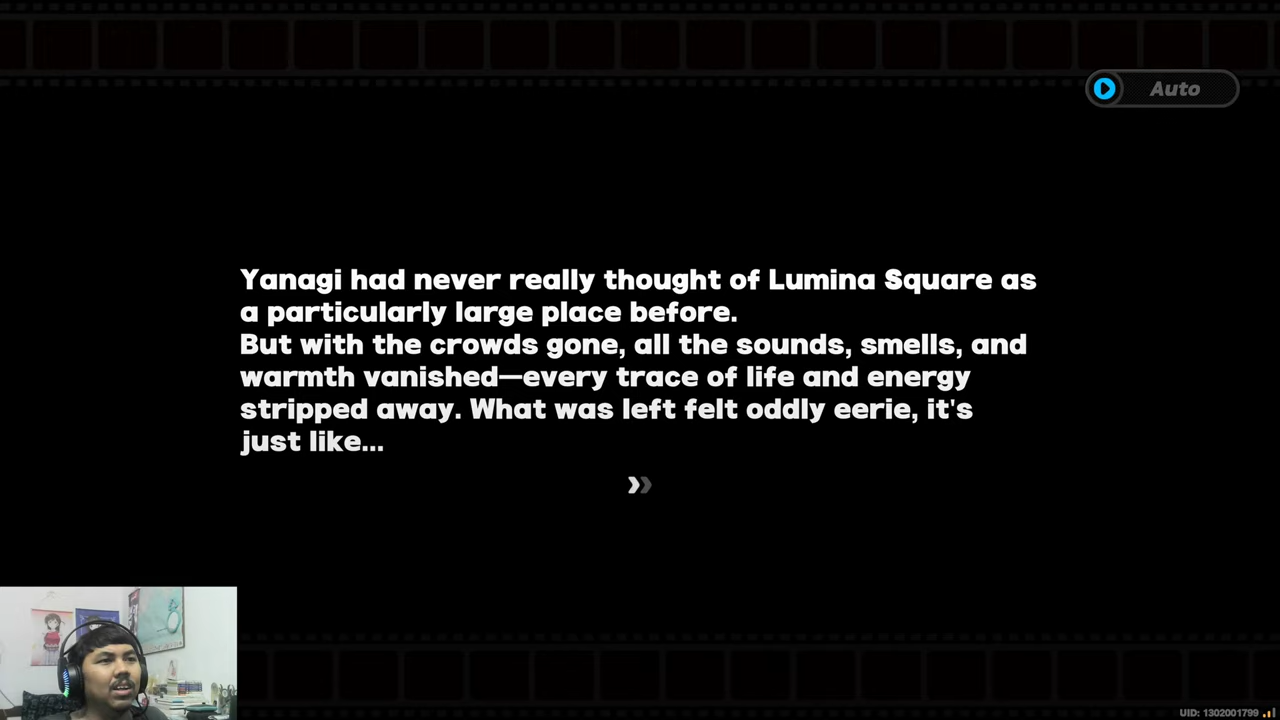 Auto
Yanagi had never really thought of Lumina Square as
a particularly large place before.
But with the crowds gone, all the sounds, smells, and
warmth vanished—every trace of life and energy
stripped away. What was left felt oddly eerie, it's
just like...
UID: 1302001799